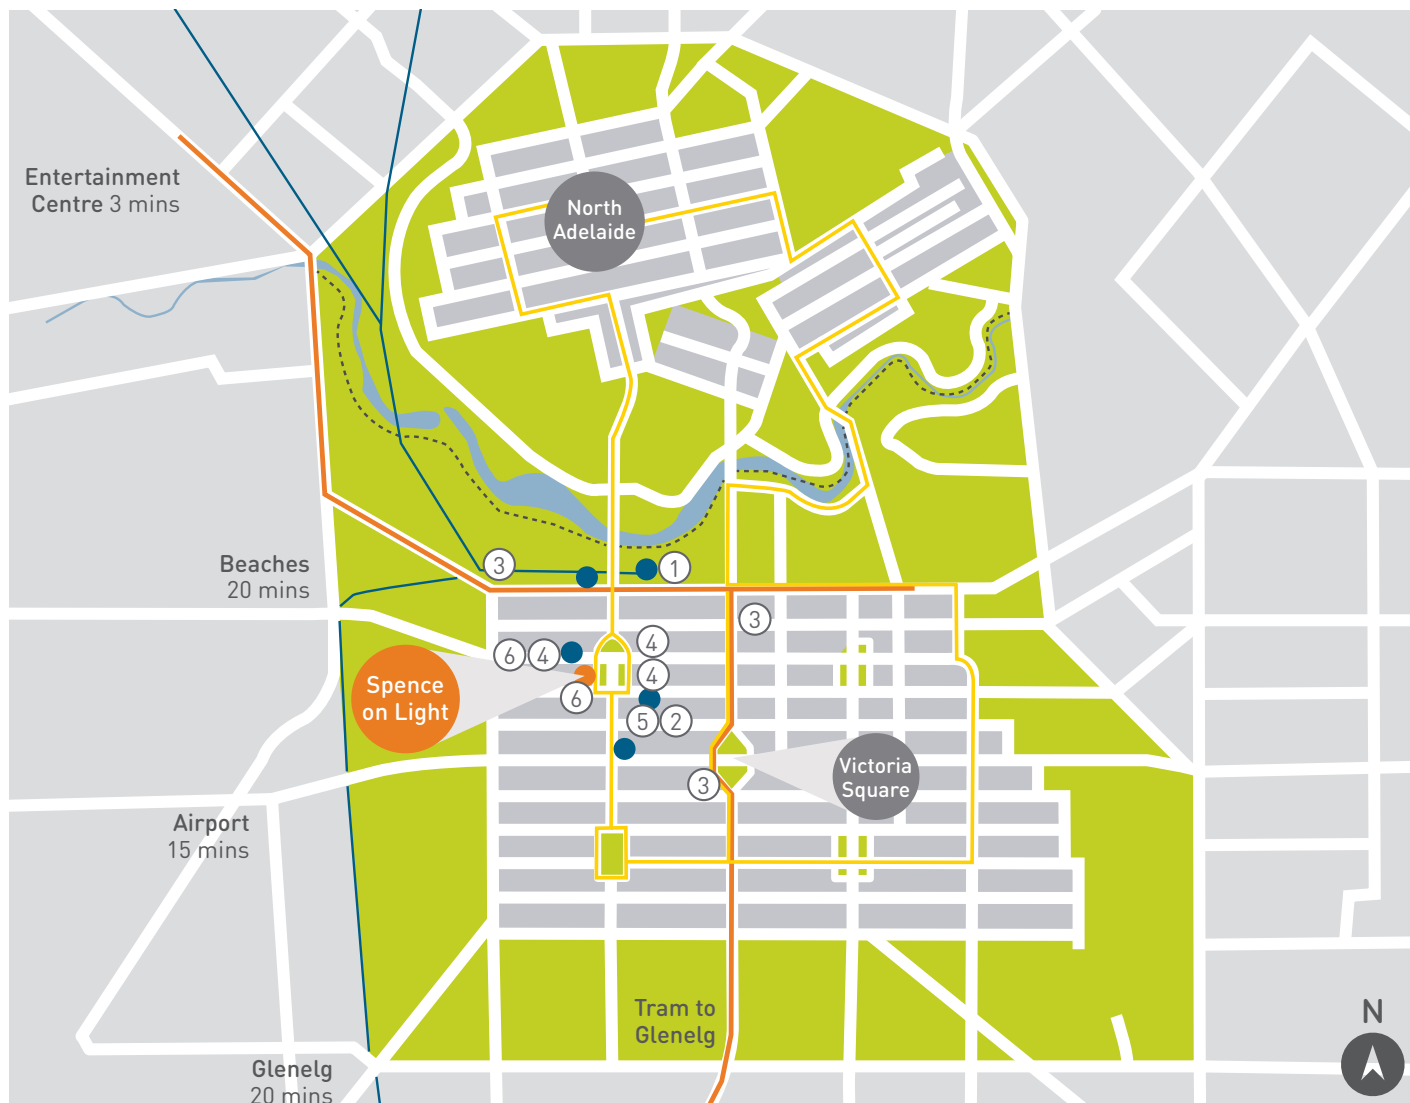 Entertainment
Centre 3 mins
North
Adelaide
Beaches
20 mins
3
1
3
6
4
4
4
6
5
2
3
Spence
on Light
Victoria
Square
Airport
15 mins
Tram to
Glenelg
N
Glenelg
20 mins